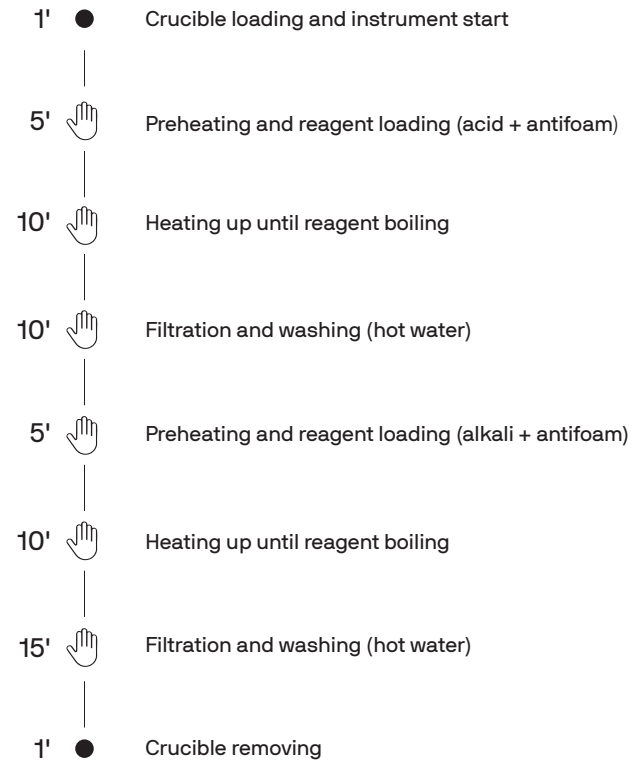 1' Crucible loading and instrument start
5' Preheating and reagent loading (acid + antifoam)
10' Heating up until reagent boiling
10' Filtration and washing (hot water)
5' Preheating and reagent loading (alkali + antifoam)
10' Heating up until reagent boiling
15' Filtration and washing (hot water)
1' Crucible removing